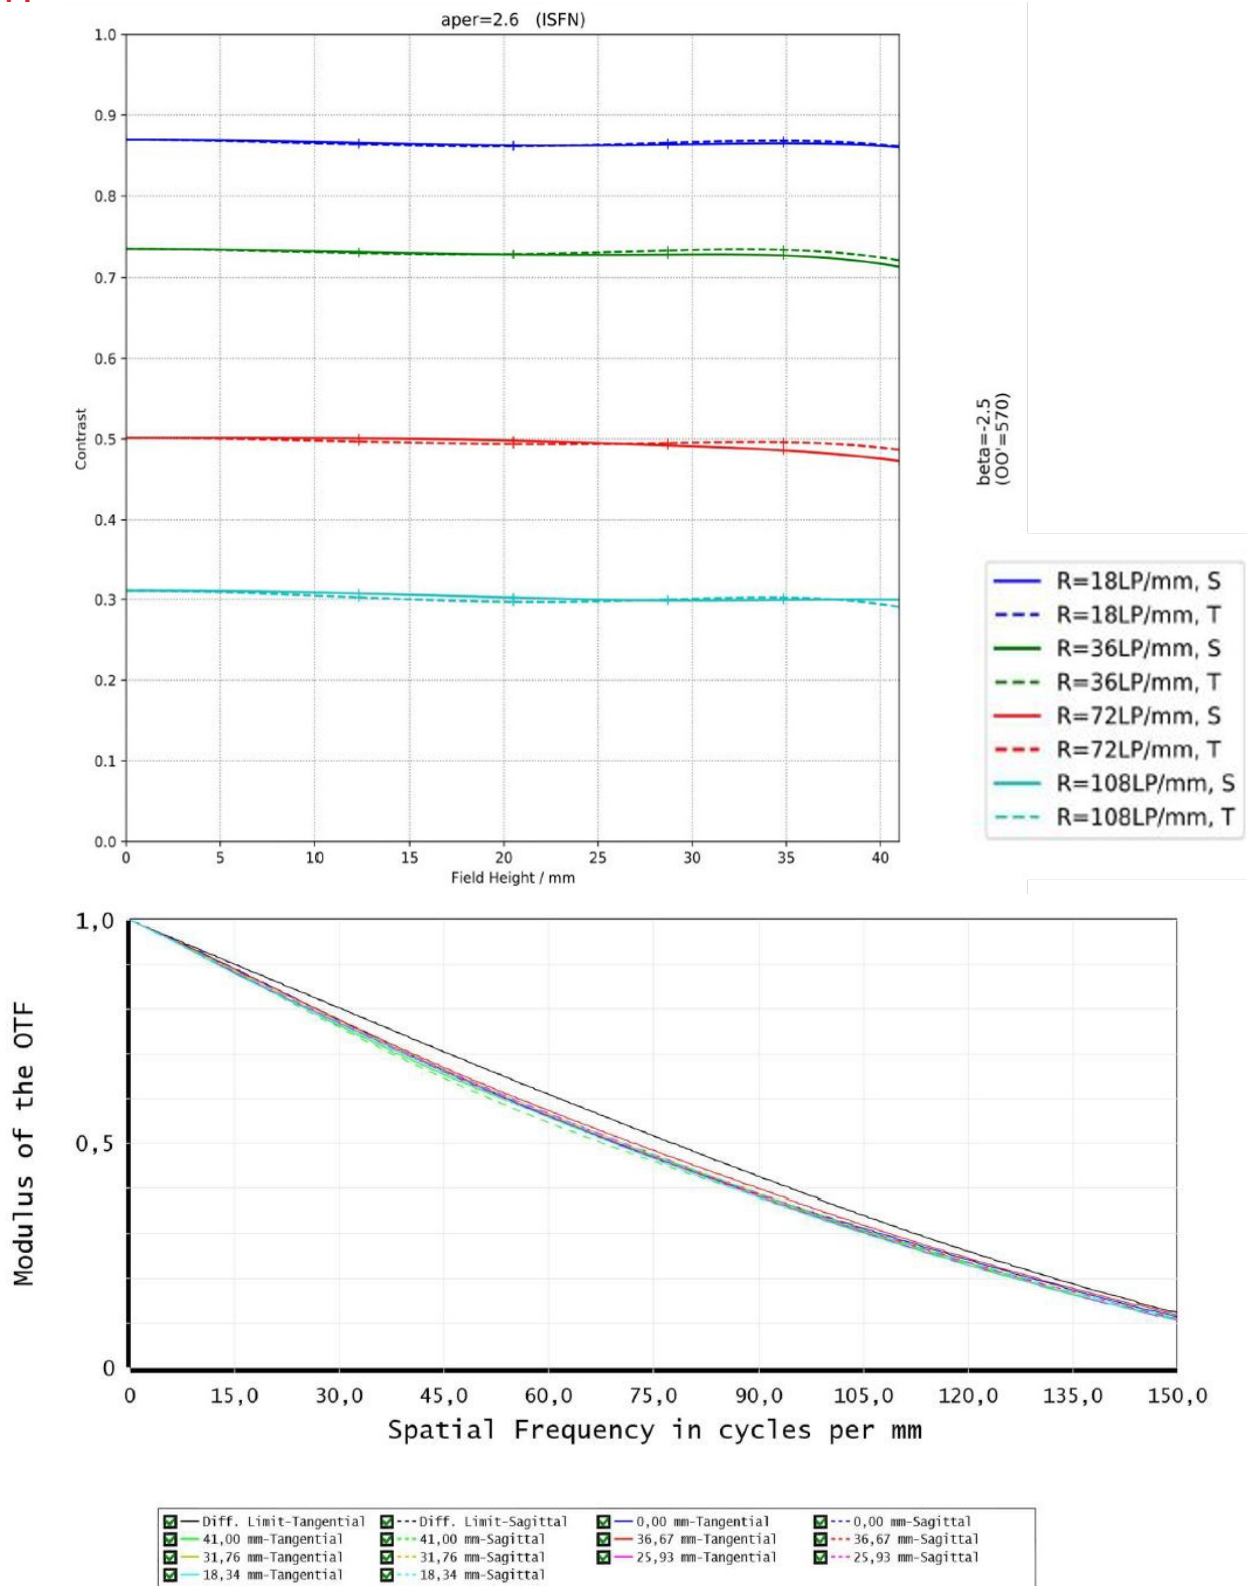 aper=2.6 (ISFN)
1.0
0.9
0.8
0.7
0.6
0.5
0.4
0.3
0.2
0.1
0.0
Contrast
0 5 10 15 20 25 30 35 40
Field Height / mm
beta=-2.5
(OO'=570)
R=18LP/mm, S
R=18LP/mm, T
R=36LP/mm, S
R=36LP/mm, T
R=72LP/mm, S
R=72LP/mm, T
R=108LP/mm, S
R=108LP/mm, T
1,0
0,5
0
Modulus of the OTF
0 15,0 30,0 45,0 60,0 75,0 90,0 105,0 120,0 135,0 150,0
Spatial Frequency in cycles per mm
Diff. Limit-Tangential Diff. Limit-Sagittal 0,00 mm-Tangential 0,00 mm-Sagittal
41,00 mm-Tangential 41,00 mm-Sagittal 36,67 mm-Tangential 36,67 mm-Sagittal
31,76 mm-Tangential 31,76 mm-Sagittal 25,93 mm-Tangential 25,93 mm-Sagittal
18,34 mm-Tangential 18,34 mm-Sagittal